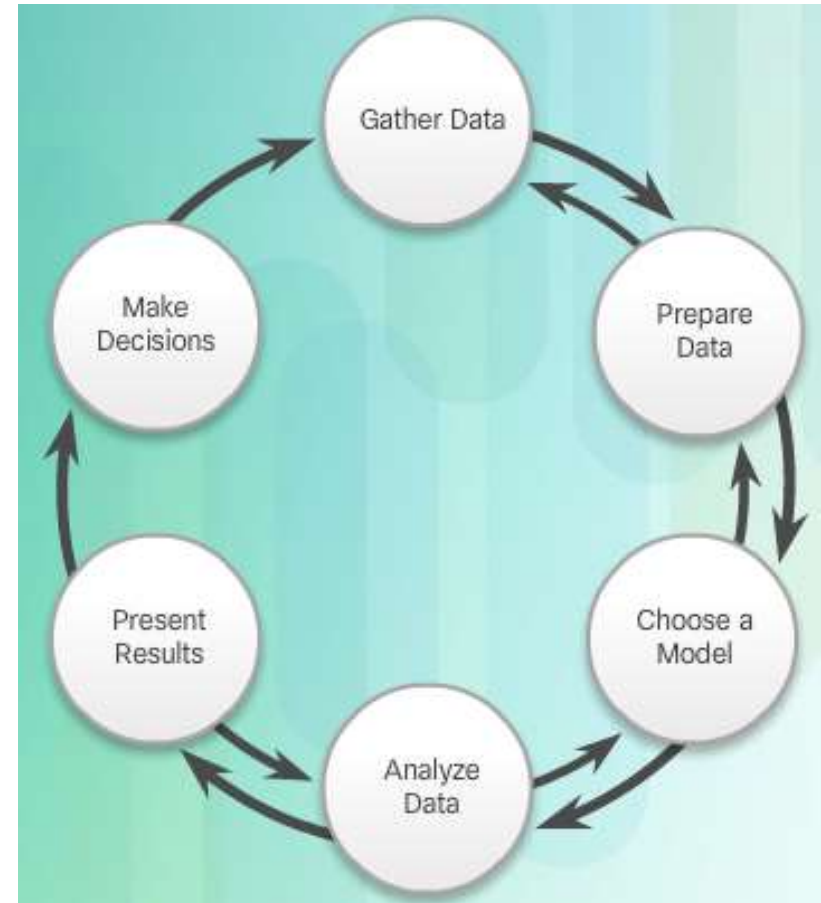 Gather Data
Prepare
Data
Choose a
Model
Analyze
Data
Present
Results
Make
Decisions